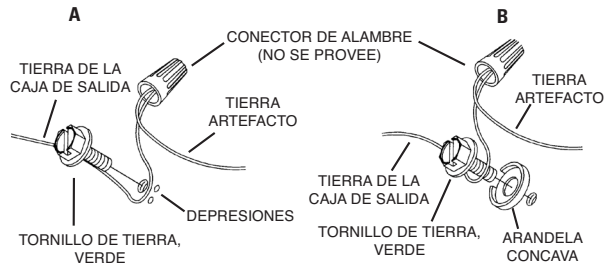 A
B
CONECTOR DE ALAMBRE
(NO SE PROVEE)
TIERRA DE LA
CAJA DE SALIDA
TIERRA
ARTEFACTO
TIERRA
ARTEFACTO
DEPRESIONES
TORNILLO DE TIERRA,
VERDE
TIERRA DE LA
CAJA DE SALIDA
TORNILLO DE TIERRA,
VERDE
ARANDELA
CONCAVA